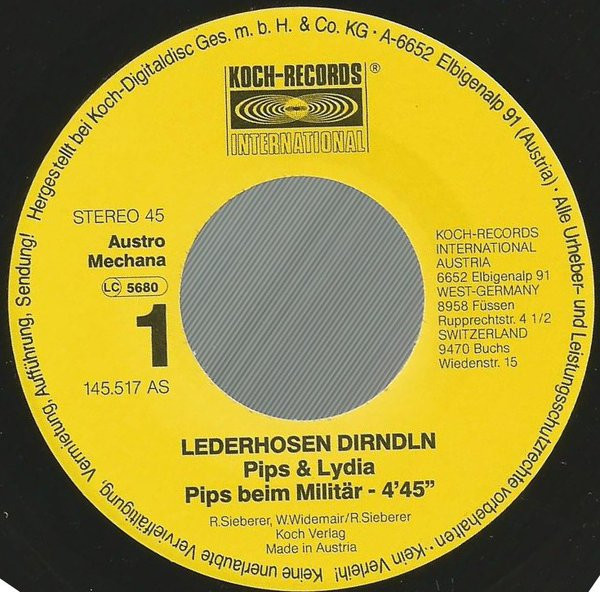 Hergestellt bei Koch-Digitaldisc Ges. m. b. H. & Co. KG · A-6652 Elbigenalp 91 (Austria) · Alle Urheber- und Leistungsschutzrechte vorbehalten · Kein Verleih! Keine unerlaubte Vervielfältigung, Vermietung, Aufführung, Sendung!
KOCH-RECORDS®
INTERNATIONAL
STEREO 45
Austro
Mechana
LC 5680
1
145.517 AS
KOCH-RECORDS
INTERNATIONAL
AUSTRIA
6652 Elbigenalp 91
WEST-GERMANY
8958 Füssen
Rupprechtstr. 4 1/2
SWITZERLAND
9470 Buchs
Wiedenstr. 15
LEDERHOSEN DIRNDLN
Pips & Lydia
Pips beim Militär - 4'45"
R.Sieberer, W.Widemair/R.Sieberer
Koch Verlag
Made in Austria